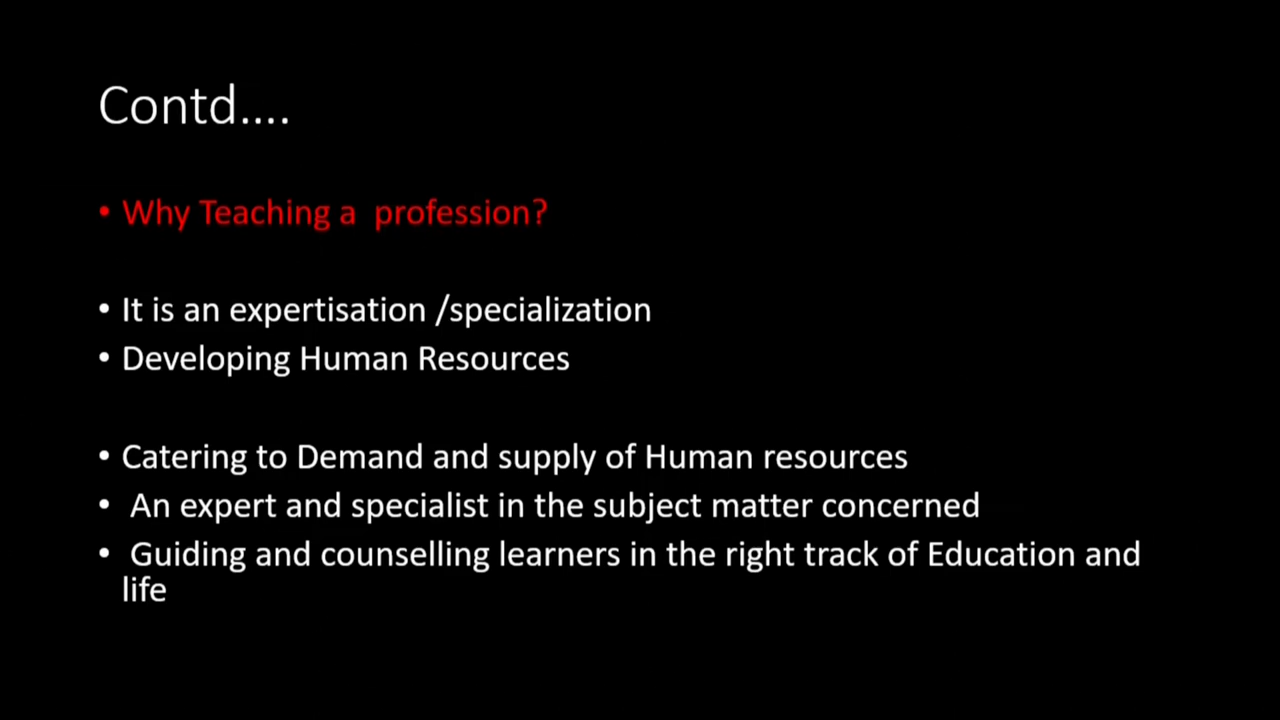 Contd....
• Why Teaching a  profession?
• It is an expertisation /specialization
• Developing Human Resources
• Catering to Demand and supply of Human resources
•  An expert and specialist in the subject matter concerned
•  Guiding and counselling learners in the right track of Education and
life